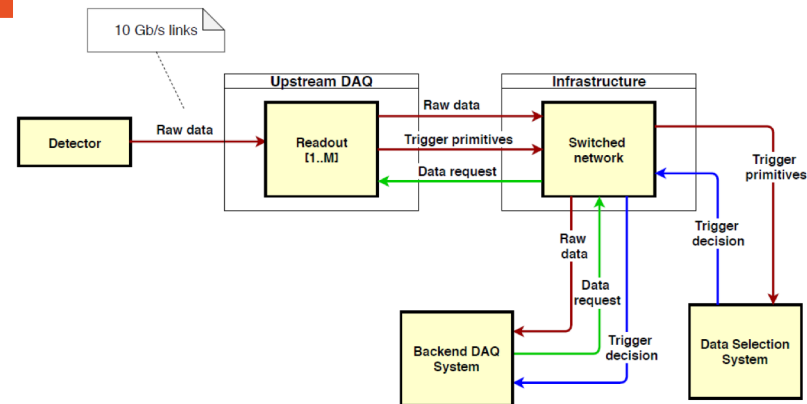 10 Gb/s links
Upstream DAQ
Infrastructure
Detector
Raw data
Readout
[1..M]
Raw data
Trigger primitives
Data request
Switched
network
Trigger
primitives
Trigger
decision
Raw
data
Data
request
Trigger
decision
Backend DAQ
System
Data Selection
System